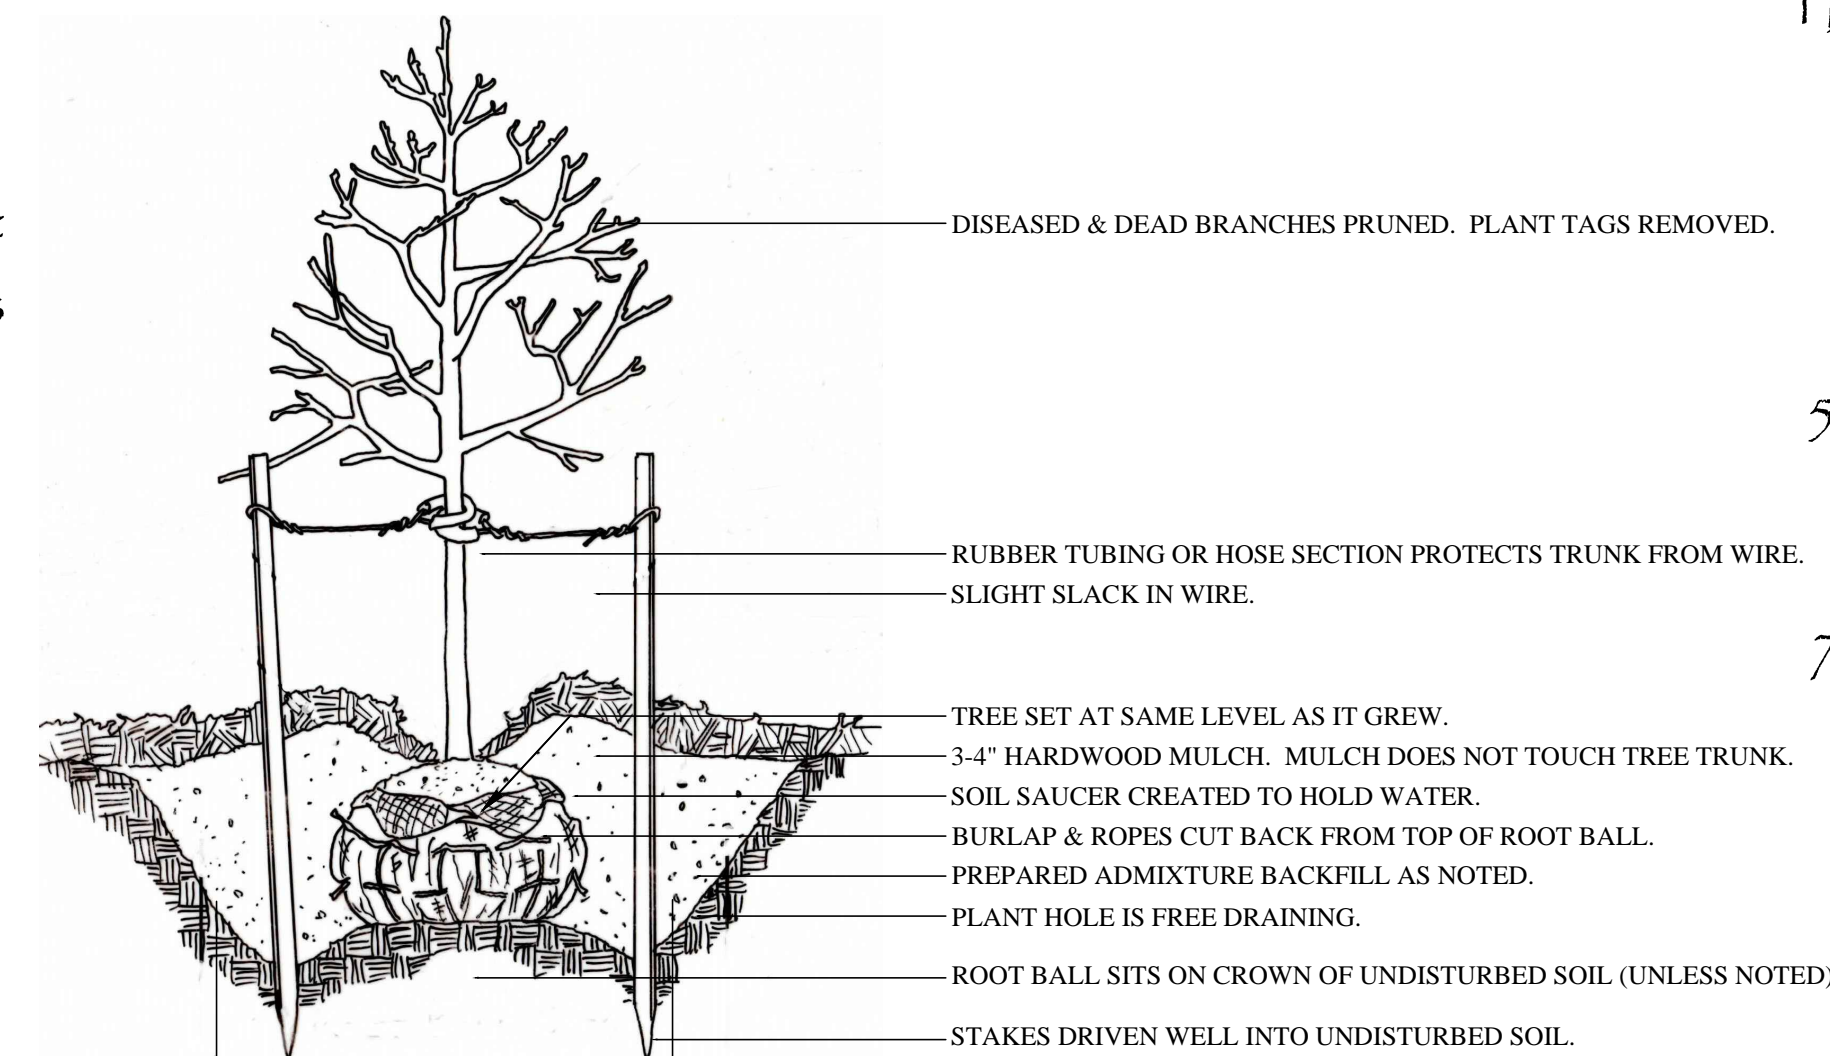 DISEASED & DEAD BRANCHES PRUNED. PLANT TAGS REMOVED.
5
RUBBER TUBING OR HOSE SECTION PROTECTS TRUNK FROM WIRE.
SLIGHT SLACK IN WIRE.
7
TREE SET AT SAME LEVEL AS IT GREW.
3-4" HARDWOOD MULCH. MULCH DOES NOT TOUCH TREE TRUNK.
SOIL SAUCER CREATED TO HOLD WATER.
BURLAP & ROPES CUT BACK FROM TOP OF ROOT BALL.
PREPARED ADMIXTURE BACKFILL AS NOTED.
PLANT HOLE IS FREE DRAINING.
ROOT BALL SITS ON CROWN OF UNDISTURBED SOIL (UNLESS NOTED)
STAKES DRIVEN WELL INTO UNDISTURBED SOIL.